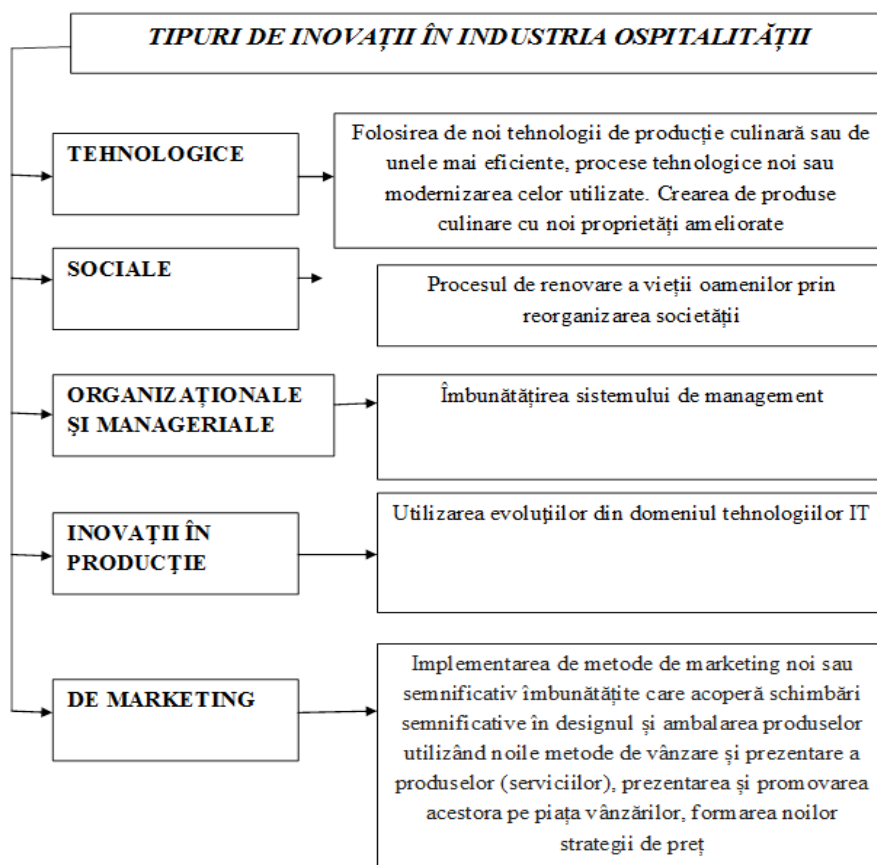 TIPURI DE INOVAȚII ÎN INDUSTRIA OSPITALITĂȚII
TEHNOLOGICE
Folosirea de noi tehnologii de producție culinară sau de
unele mai eficiente, procese tehnologice noi sau
modernizarea celor utilizate. Crearea de produse
culinare cu noi proprietăți ameliorate
SOCIALE
Procesul de renovare a vieții oamenilor prin
reorganizarea societății
ORGANIZAȚIONALE
ŞI MANAGERIALE
Îmbunătățirea sistemului de management
INOVAŢII ÎN
PRODUCŢIE
Utilizarea evoluţiilor din domeniul tehnologiilor IT
DE MARKETING
Implementarea de metode de marketing noi sau
semnificativ îmbunătățite care acoperă schimbări
semnificative în designul și ambalarea produselor
utilizând noile metode de vânzare și prezentare a
produselor (serviciilor), prezentarea și promovarea
acestora pe piața vânzărilor, formarea noilor
strategii de preț